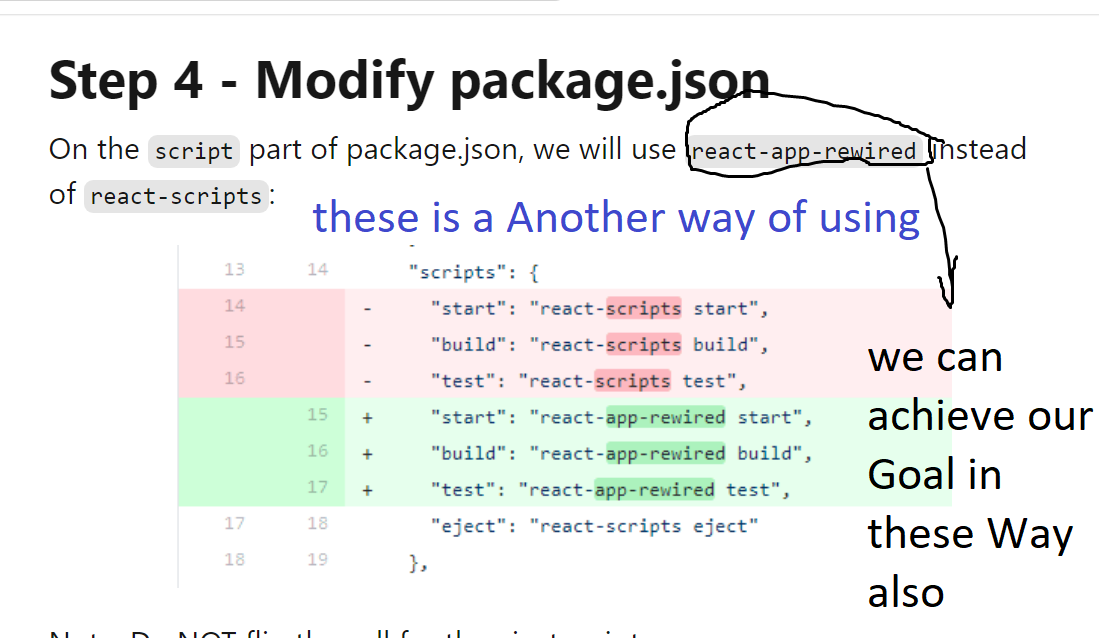 Step 4 - Modify package.json
On the script part of package.json, we will use react-app-rewired instead
of react-scripts:
these is a Another way of using
13 14 "scripts": {
14 - "start": "react-scripts start",
15 - "build": "react-scripts build",
16 - "test": "react-scripts test",
15 + "start": "react-app-rewired start",
16 + "build": "react-app-rewired build",
17 + "test": "react-app-rewired test",
17 18 "eject": "react-scripts eject"
18 19 },
we can
achieve our
Goal in
these Way
also